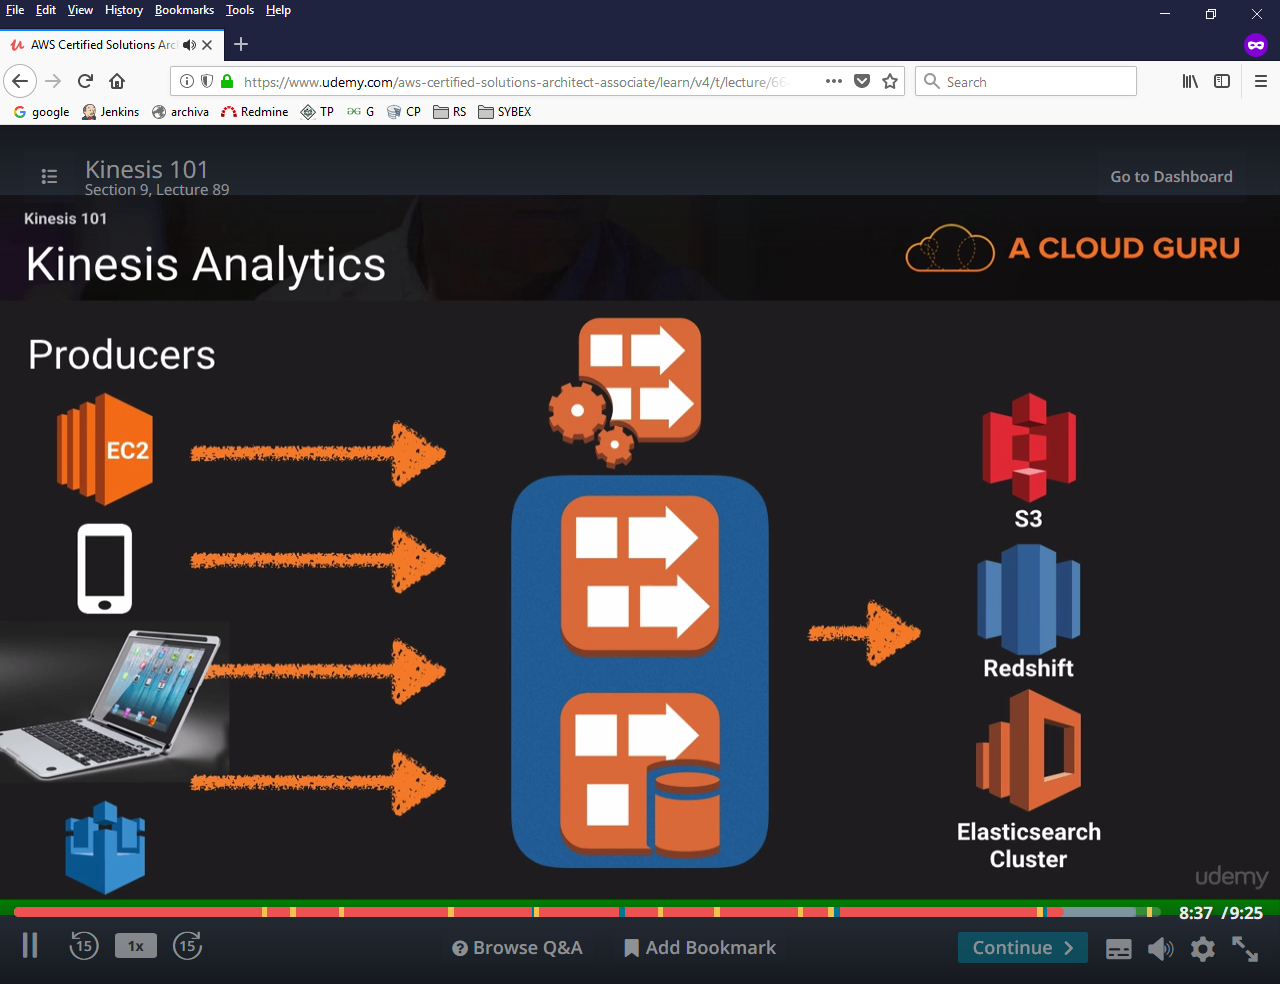 File Edit View History Bookmarks Tools Help
AWS Certified Solutions Arc
https://www.udemy.com/aws-certified-solutions-architect-associate/learn/v4/t/lecture/66
Search
google Jenkins archiva Redmine TP G CP RS SYBEX
Kinesis 101
Section 9, Lecture 89
Go to Dashboard
Kinesis 101
Kinesis Analytics
A CLOUD GURU
Producers
EC2
S3
Redshift
Elasticsearch
Cluster
udemy
8:37 / 9:25
15 1x 15 Browse Q&A Add Bookmark Continue